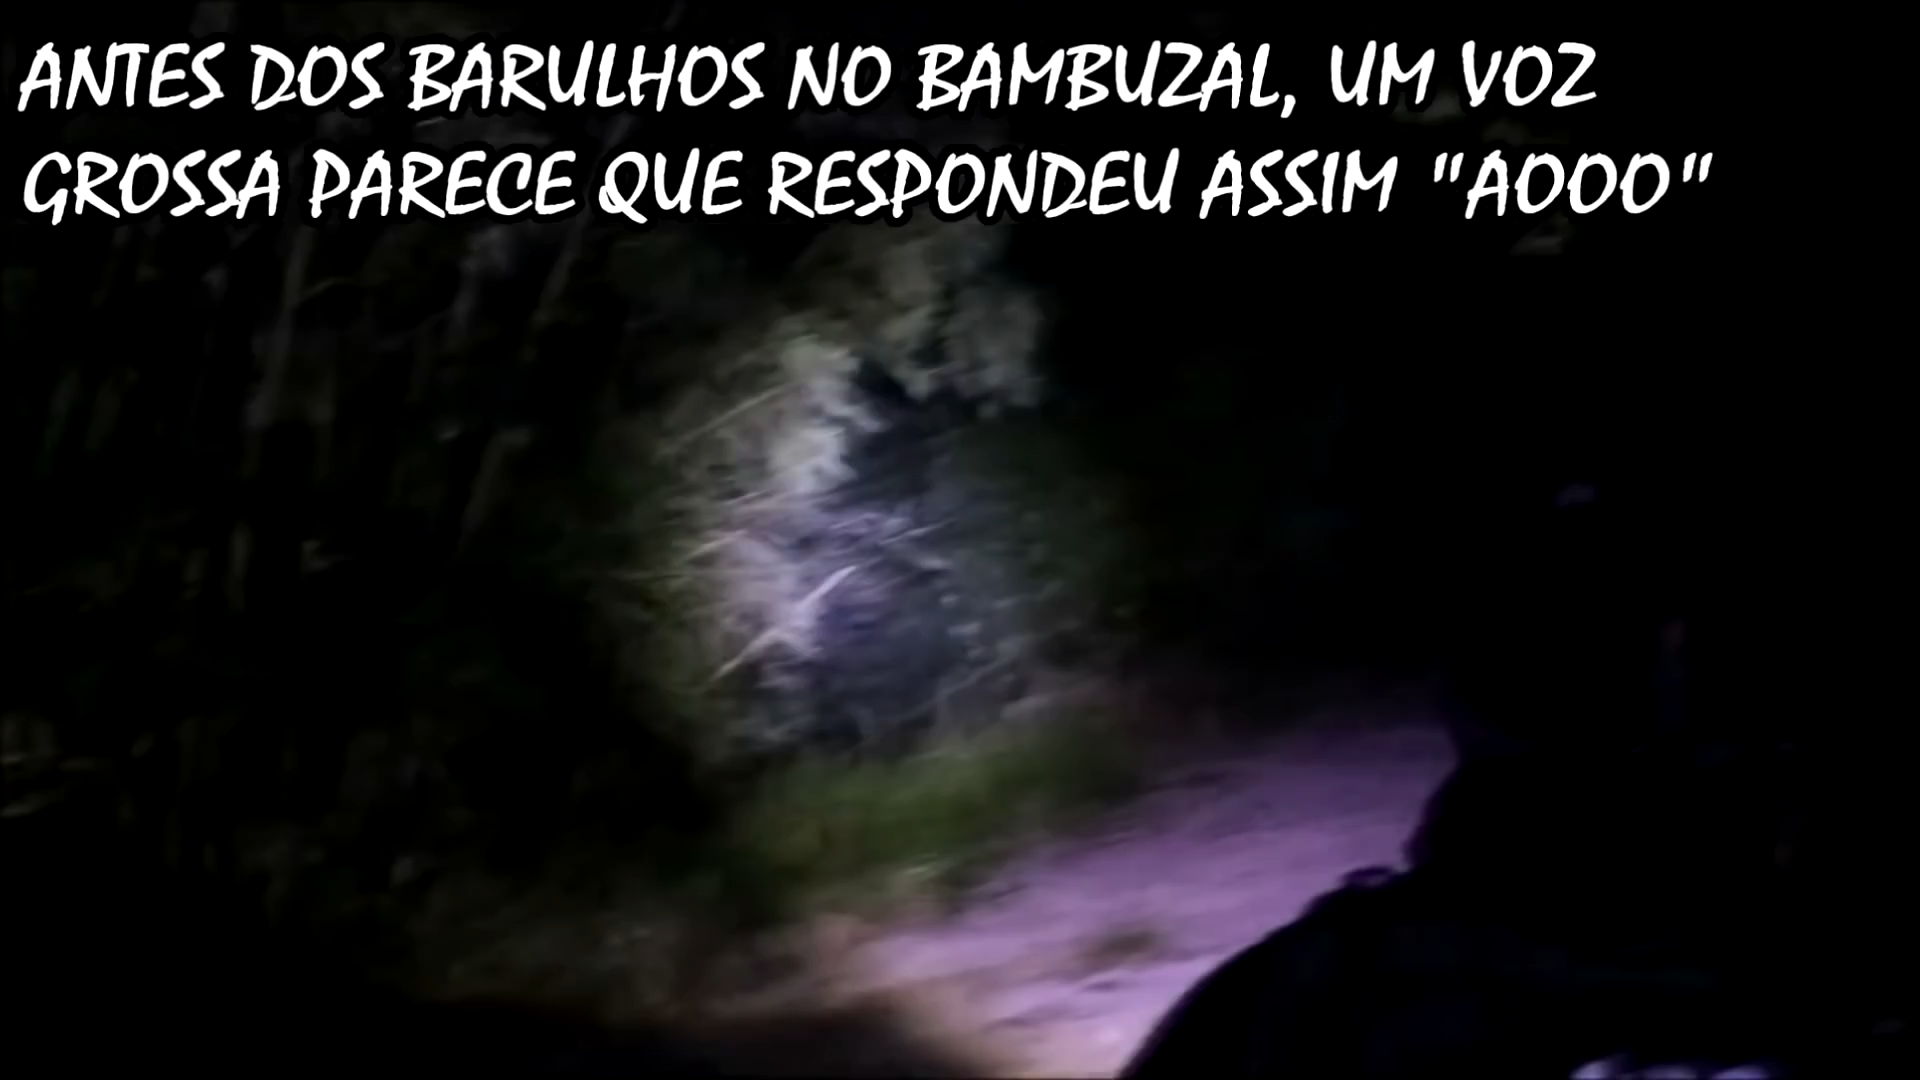 ANTES DOS BARULHOS NO BAMBUZAL, UM VOZ
GROSSA PARECE QUE RESPONDEU ASSIM "AOOO"